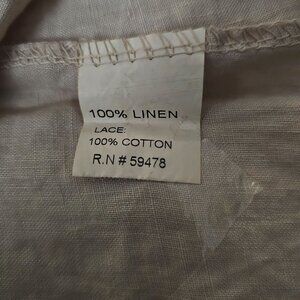 100% LINEN
LACE:
100% COTTON
R.N # 59478